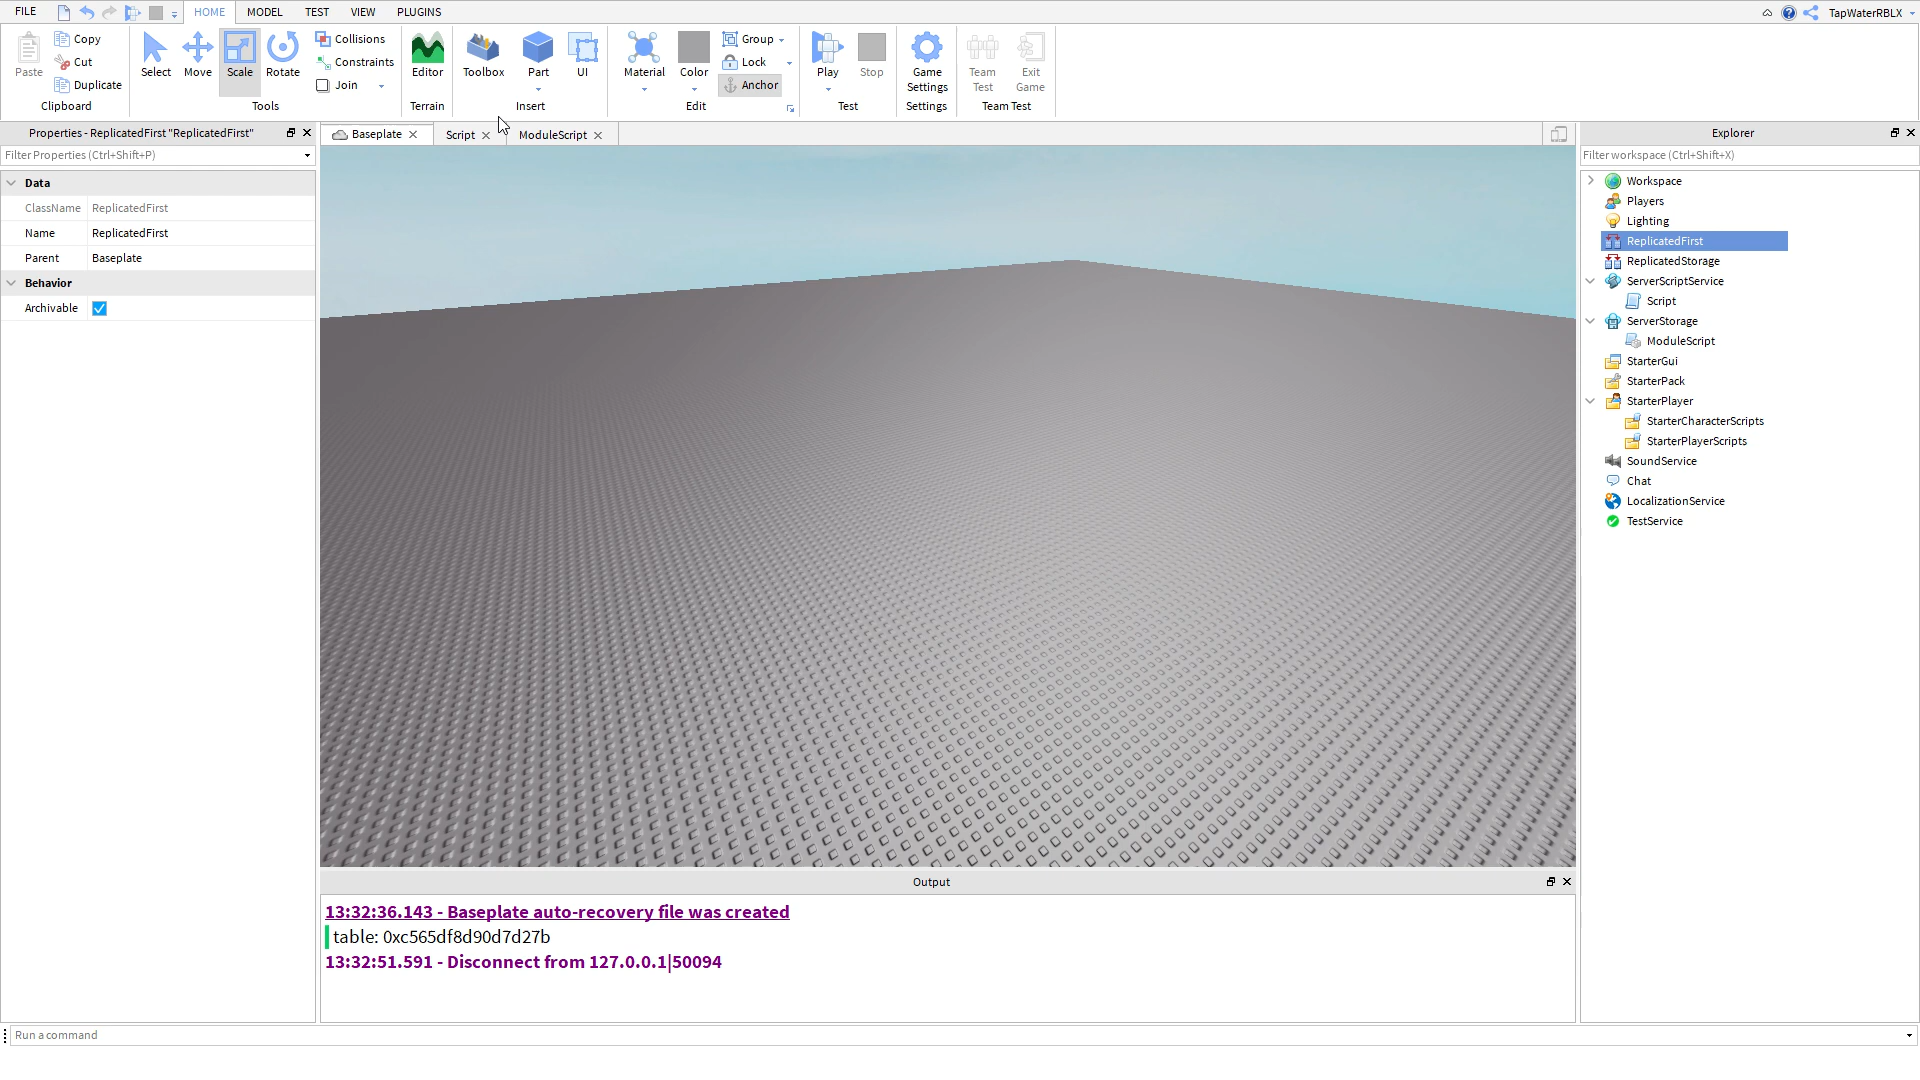 FILE HOME MODEL TEST VIEW PLUGINS TapWaterRBLX
Paste Copy Cut Duplicate
Clipboard
Select Move Scale Rotate Collisions Constraints Join
Tools
Editor
Terrain
Toolbox Part UI
Insert
Material Color Group Lock Anchor
Edit
Play Stop
Test
Game Settings
Settings
Team Test Exit Game
Team Test
Properties - ReplicatedFirst "ReplicatedFirst"
Filter Properties (Ctrl+Shift+P)
Data
ClassName ReplicatedFirst
Name ReplicatedFirst
Parent Baseplate
Behavior
Archivable
Baseplate Script ModuleScript
Output
13:32:36.143 - Baseplate auto-recovery file was created
table: 0xc565df8d90d7d27b
13:32:51.591 - Disconnect from 127.0.0.1|50094
Explorer
Filter workspace (Ctrl+Shift+X)
Workspace
Players
Lighting
ReplicatedFirst
ReplicatedStorage
ServerScriptService
Script
ServerStorage
ModuleScript
StarterGui
StarterPack
StarterPlayer
StarterCharacterScripts
StarterPlayerScripts
SoundService
Chat
LocalizationService
TestService
Run a command